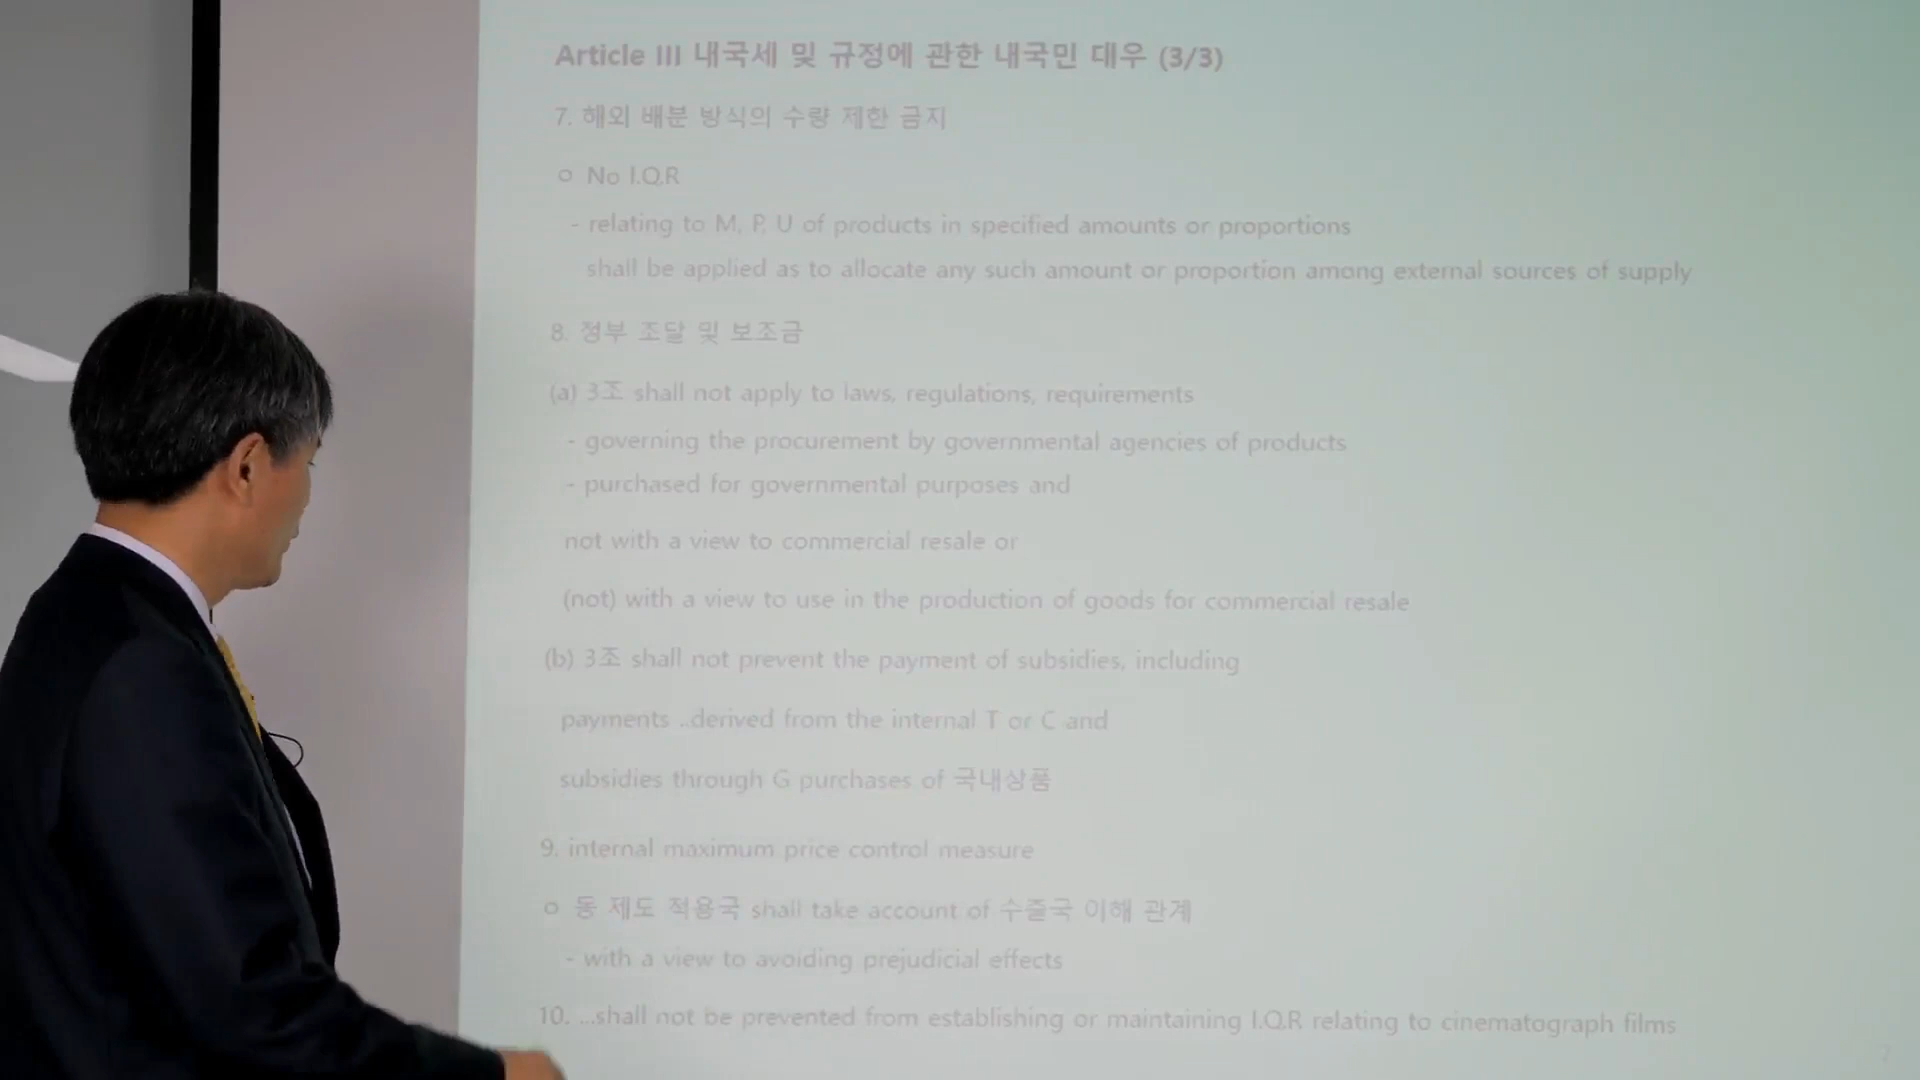 Article III 내국세 및 규정에 관한 내국민 대우 (3/3)
7. 해외 배분 방식의 수량 제한 금지
o No I.Q.R
- relating to M, P, U of products in specified amounts or proportions
shall be applied as to allocate any such amount or proportion among external sources of supply
8. 정부 조달 및 보조금
(a) 3조 shall not apply to laws, regulations, requirements
- governing the procurement by governmental agencies of products
- purchased for governmental purposes and
not with a view to commercial resale or
(not) with a view to use in the production of goods for commercial resale
(b) 3조 shall not prevent the payment of subsidies, including
payments ..derived from the internal T or C and
subsidies through G purchases of 국내상품
9. internal maximum price control measure
o 동 제도 적용국 shall take account of 수출국 이해 관계
- with a view to avoiding prejudicial effects
10. ...shall not be prevented from establishing or maintaining I.Q.R relating to cinematograph films
7